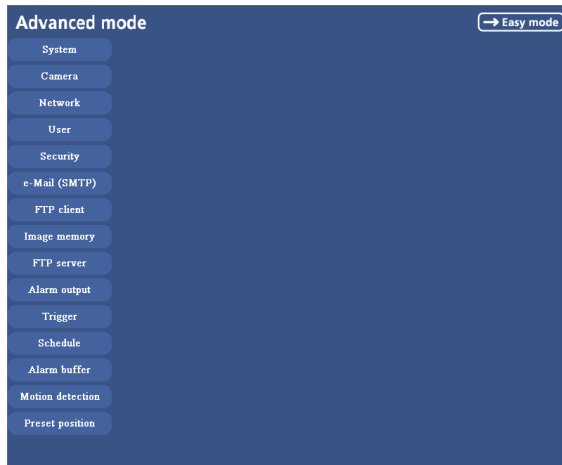 Advanced mode
→ Easy mode
System
Camera
Network
User
Security
e-Mail (SMTP)
FTP client
Image memory
FTP server
Alarm output
Trigger
Schedule
Alarm buffer
Motion detection
Preset position